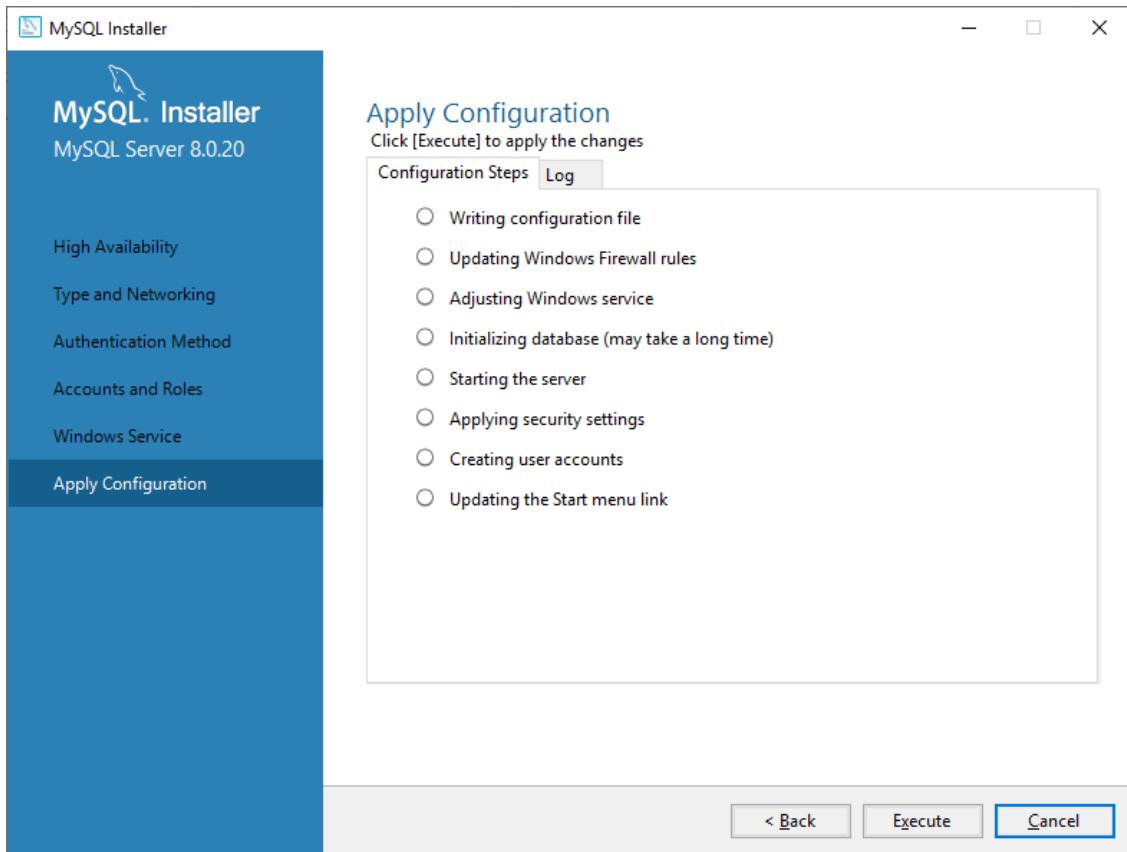 MySQL Installer
MySQL. Installer
MySQL Server 8.0.20
High Availability
Type and Networking
Authentication Method
Accounts and Roles
Windows Service
Apply Configuration
Apply Configuration
Click [Execute] to apply the changes
Configuration Steps
Log
Writing configuration file
Updating Windows Firewall rules
Adjusting Windows service
Initializing database (may take a long time)
Starting the server
Applying security settings
Creating user accounts
Updating the Start menu link
< Back
Execute
Cancel